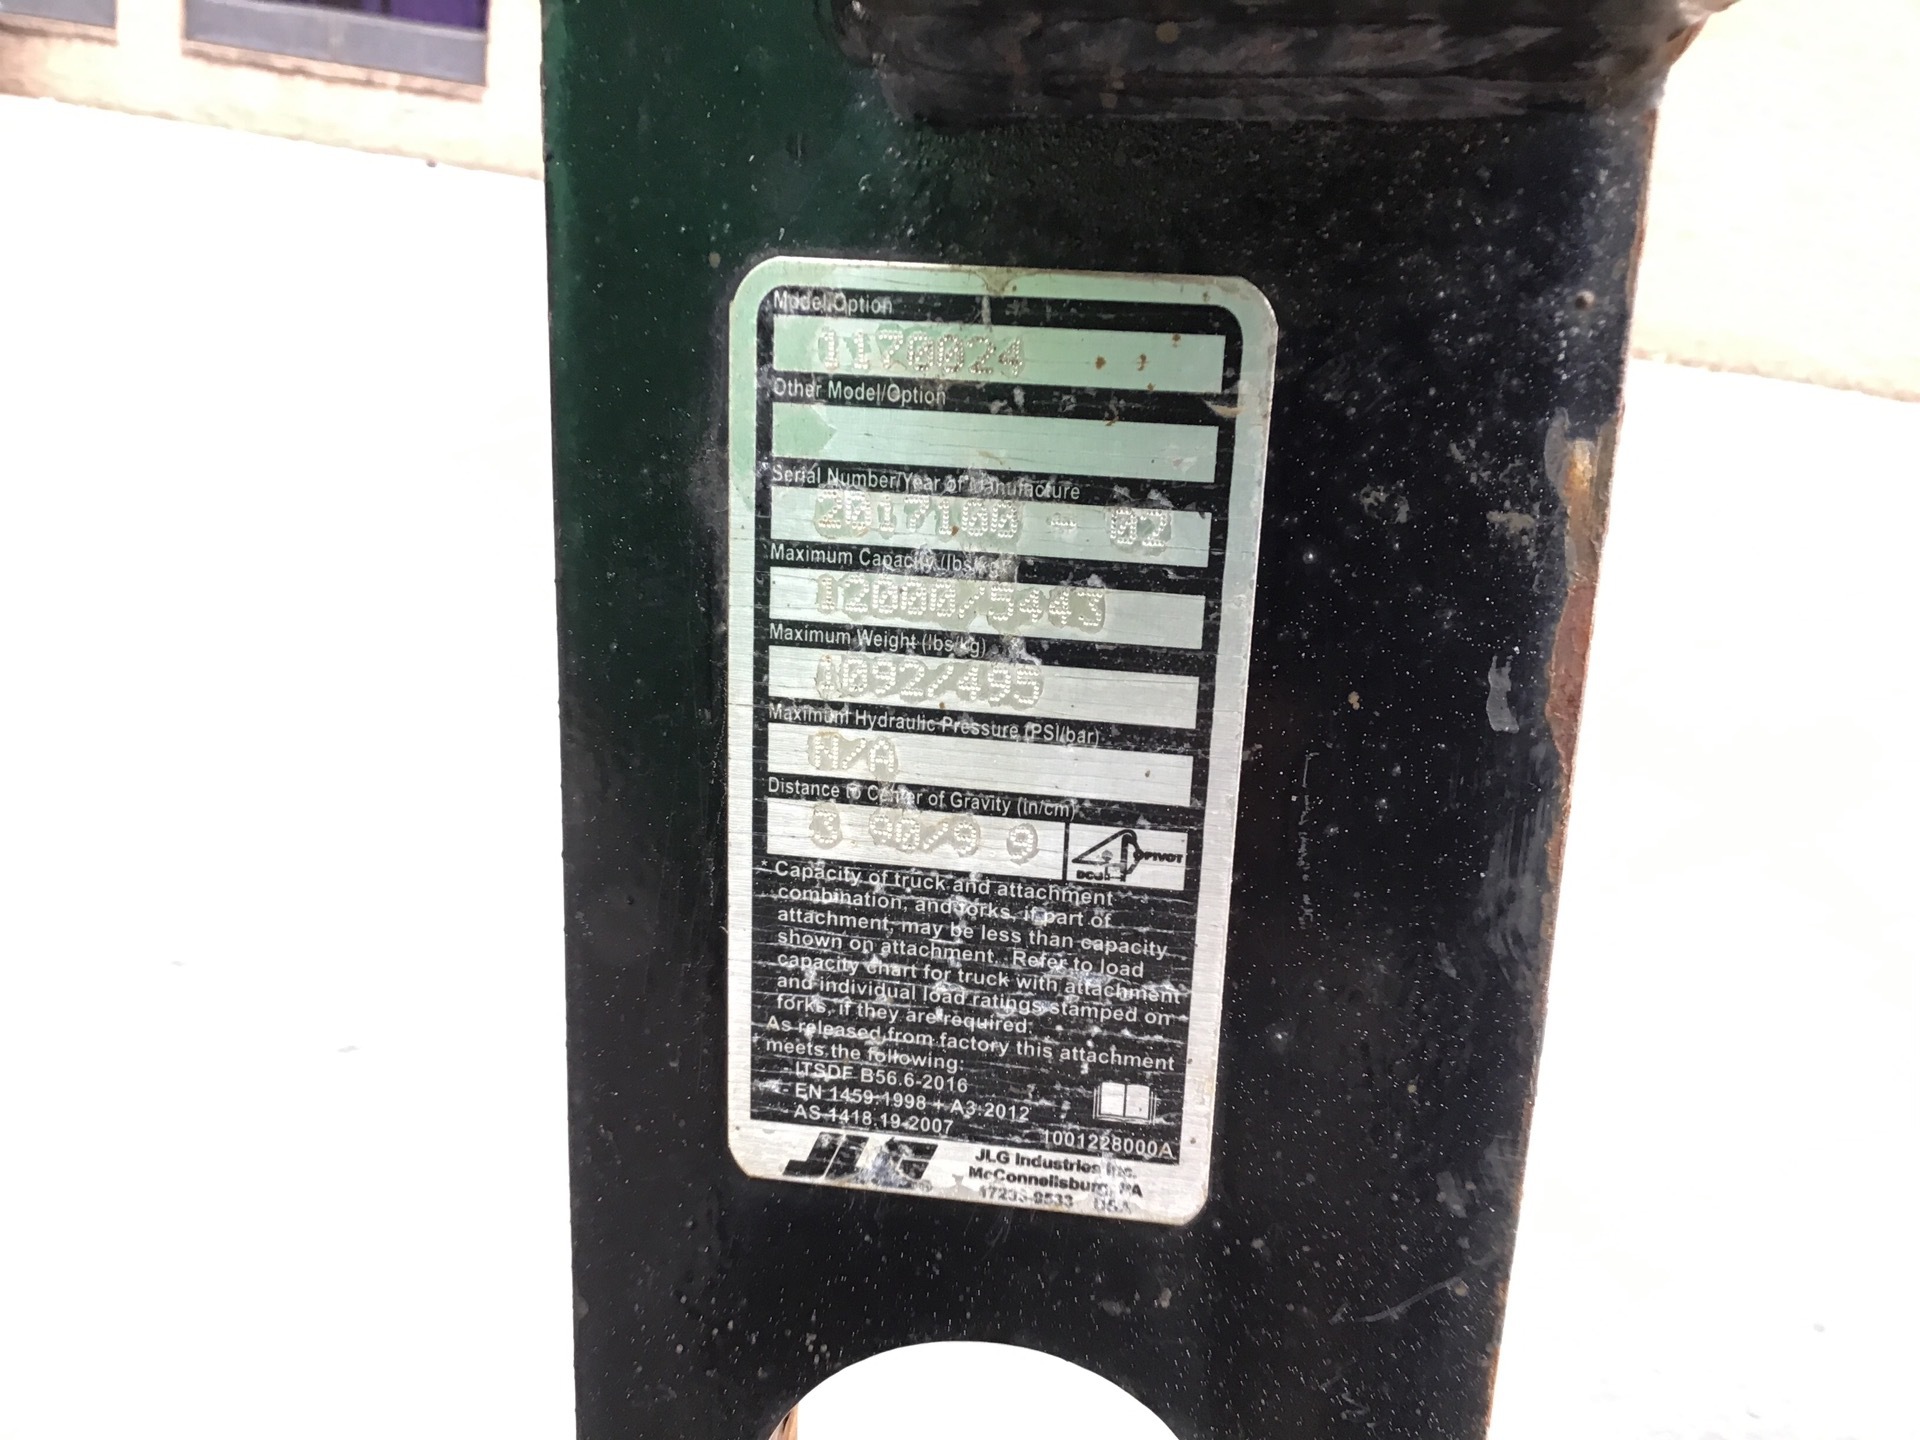 Model/Option
1170024
Other Model/Option
Serial Number/Year of Manufacture
2017100 - 02
Maximum Capacity (lbs/kg)
12000/5443
Maximum Weight (lbs/kg)
1092/495
Maximum Hydraulic Pressure (PSI/bar)
N/A
Distance to Center of Gravity (in/cm)
3 90/9 9
PIVOT
* Capacity of truck and attachment
combination, and forks, if part of
attachment, may be less than capacity
shown on attachment. Refer to load
capacity chart for truck with attachment
and individual load ratings stamped on
forks, if they are required.
As released from factory this attachment
meets the following:
- ITSDF B56.6-2016
- EN 1459:1998 + A3:2012
- AS 1418.19-2007
1001228000A
JLG
JLG Industries Inc.
McConnellsburg, PA
17233-9533 USA